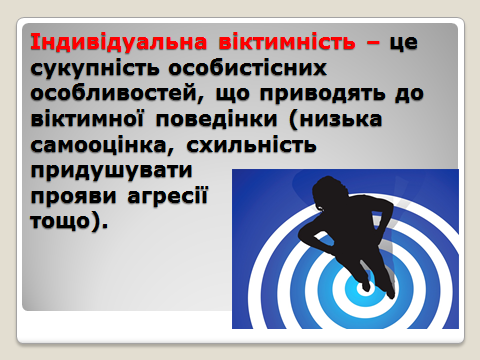 Індивідуальна віктимність – це
сукупність особистісних
особливостей, що приводять до
віктимної поведінки (низька
самооцінка, схильність
придушувати
прояви агресії
тощо).